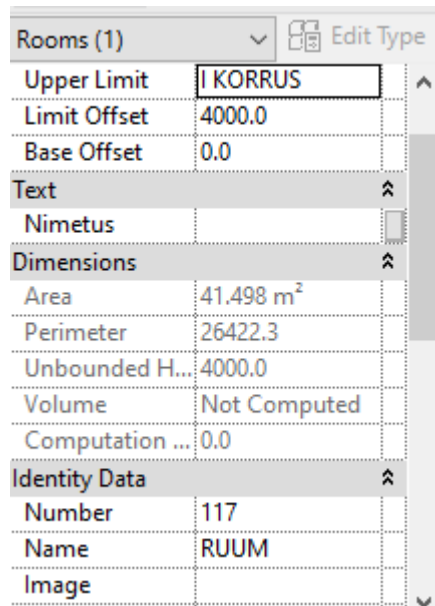 Rooms (1) Edit Type
Upper Limit I KORRUS
Limit Offset 4000.0
Base Offset 0.0
Text
Nimetus
Dimensions
Area 41.498 m²
Perimeter 26422.3
Unbounded H... 4000.0
Volume Not Computed
Computation ... 0.0
Identity Data
Number 117
Name RUUM
Image